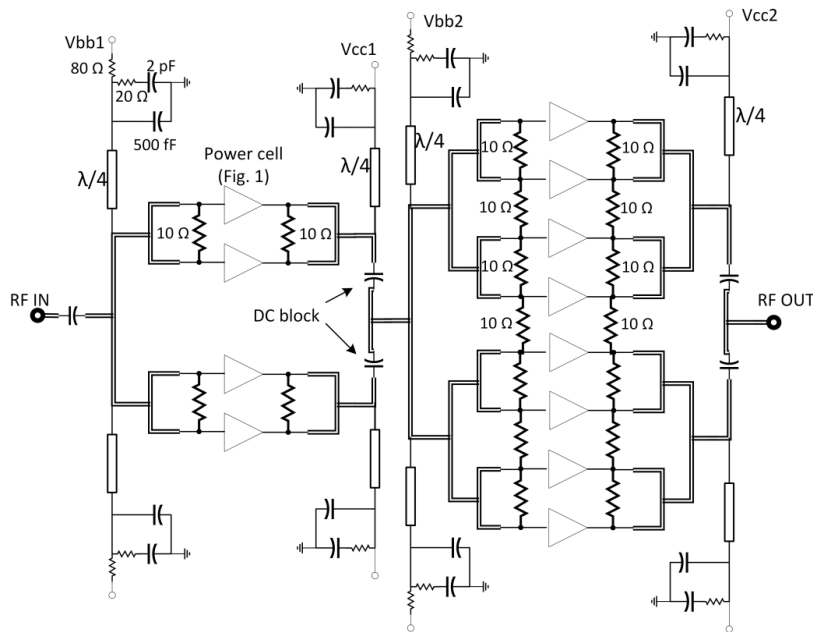 Vbb1
80 Ω
2 pF
20 Ω
500 fF
λ/4
Vcc1
λ/4
Vbb2
λ/4
Vcc2
λ/4
Power cell
(Fig. 1)
10 Ω
10 Ω
RF IN
DC block
10 Ω
10 Ω
10 Ω
10 Ω
10 Ω
10 Ω
10 Ω
10 Ω
RF OUT